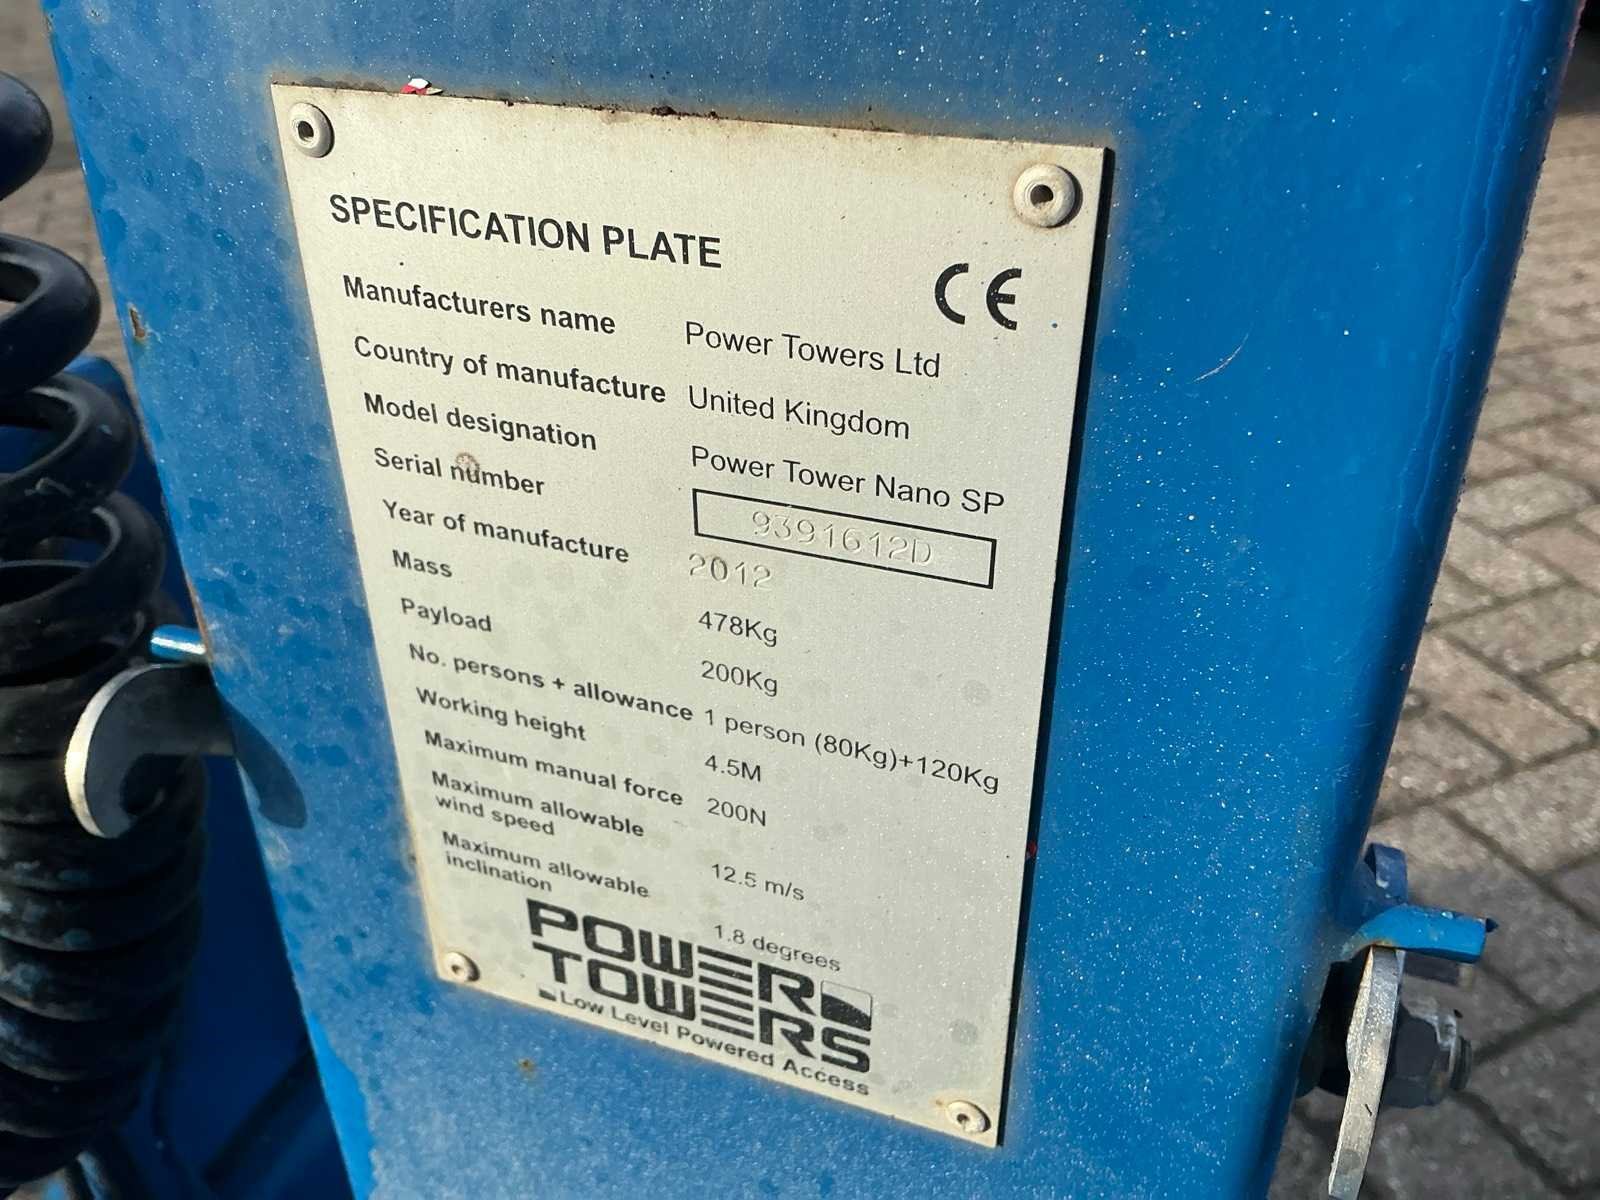 SPECIFICATION PLATE
CE
Manufacturers name Power Towers Ltd
Country of manufacture United Kingdom
Model designation Power Tower Nano SP
Serial number 9391612D
Year of manufacture 2012
Mass 478Kg
Payload 200Kg
No. persons + allowance 1 person (80Kg)+120Kg
Working height 4.5M
Maximum manual force 200N
Maximum allowable
wind speed 12.5 m/s
Maximum allowable
inclination 1.8 degrees
POWER
TOWERS
Low Level Powered Access